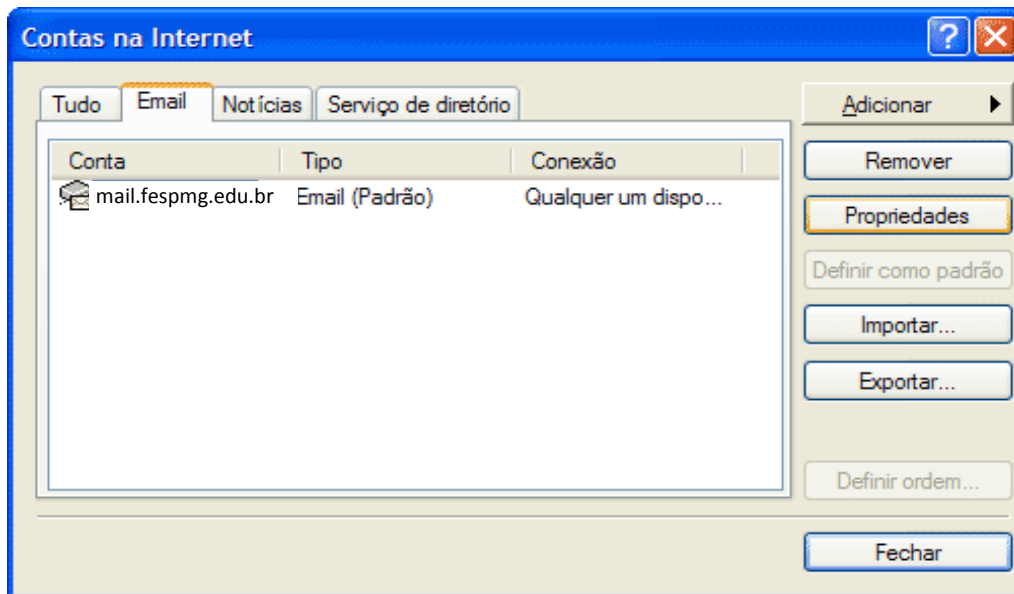 Contas na Internet
Tudo Email Notícias Serviço de diretório
Conta Tipo Conexão
mail.fespmg.edu.br Email (Padrão) Qualquer um dispo...
Adicionar
Remover
Propriedades
Definir como padrão
Importar...
Exportar...
Definir ordem...
Fechar